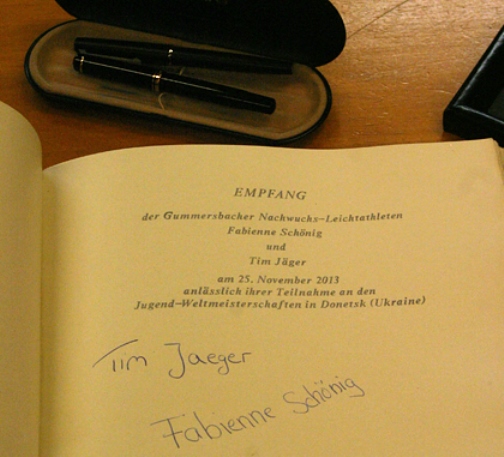 EMPFANG
der Gummersbacher Nachwuchs-Leichtathleten
Fabienne Schönig
und
Tim Jäger
am 25. November 2013
anlässlich ihrer Teilnahme an den
Jugend-Weltmeisterschaften in Donetsk (Ukraine)
Tim Jaeger
Fabienne Schönig